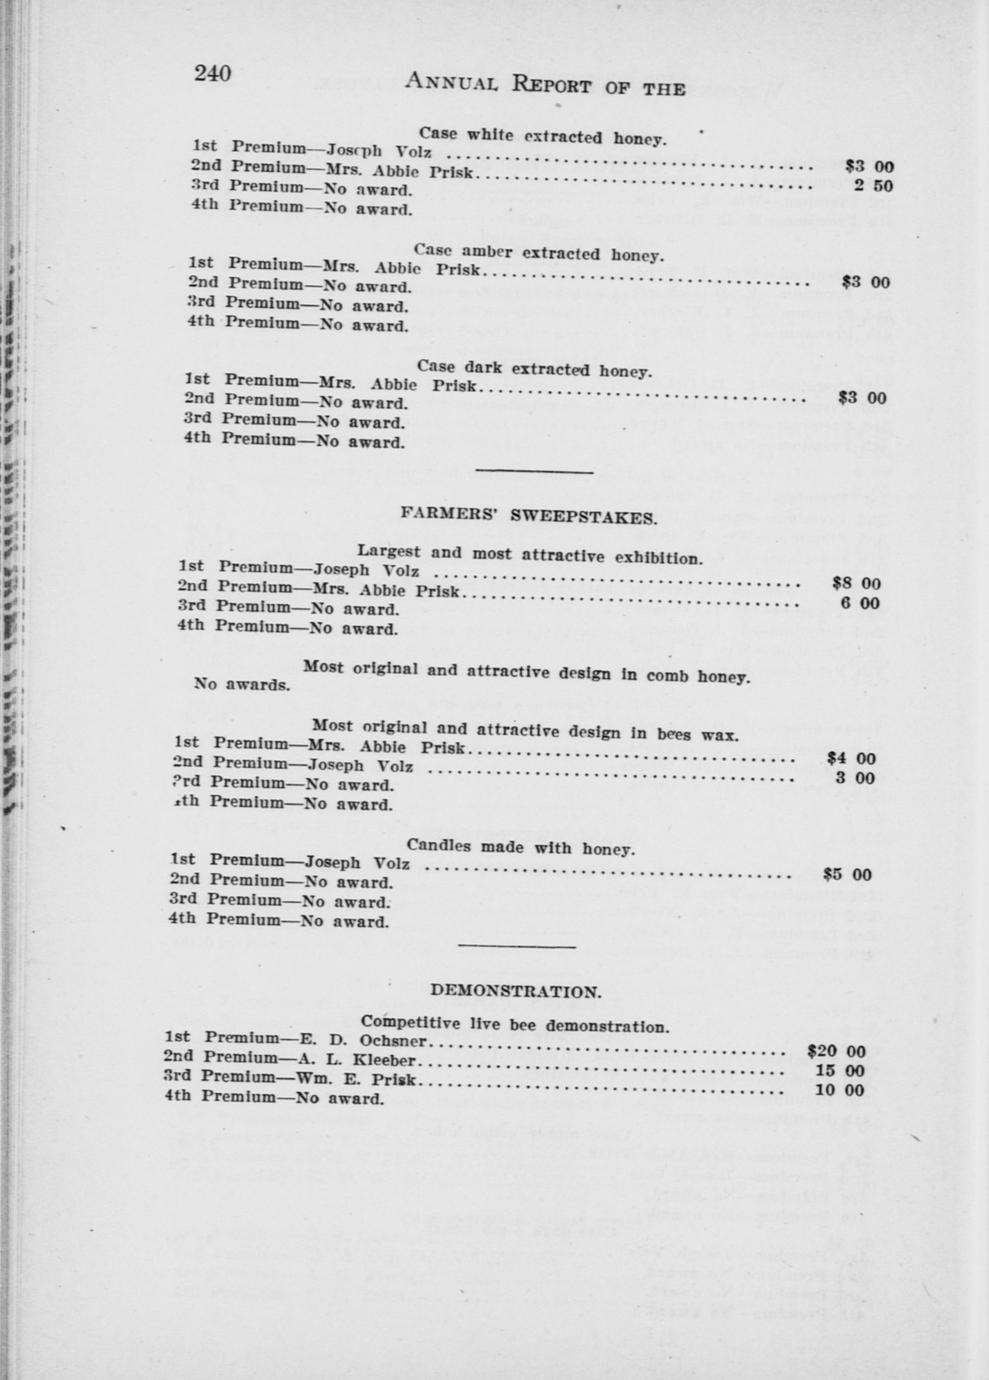 240
ANNUAL REPORT OF THE
Case white extracted honey.
1st Premium—Joseph Volz ........................................ $3 00
2nd Premium—Mrs. Abbie Prisk.................................... 2 50
3rd Premium—No award.
4th Premium—No award.
Case amber extracted honey.
1st Premium—Mrs. Abbie Prisk.................................... $3 00
2nd Premium—No award.
3rd Premium—No award.
4th Premium—No award.
Case dark extracted honey.
1st Premium—Mrs. Abbie Prisk.................................... $3 00
2nd Premium—No award.
3rd Premium—No award.
4th Premium—No award.
FARMERS' SWEEPSTAKES.
Largest and most attractive exhibition.
1st Premium—Joseph Volz ........................................ $8 00
2nd Premium—Mrs. Abbie Prisk.................................... 6 00
3rd Premium—No award.
4th Premium—No award.
Most original and attractive design in comb honey.
No awards.
Most original and attractive design in bees wax.
1st Premium—Mrs. Abbie Prisk.................................... $4 00
2nd Premium—Joseph Volz ........................................ 3 00
3rd Premium—No award.
4th Premium—No award.
Candles made with honey.
1st Premium—Joseph Volz ........................................ $5 00
2nd Premium—No award.
3rd Premium—No award.
4th Premium—No award.
DEMONSTRATION.
Competitive live bee demonstration.
1st Premium—E. D. Ochsner....................................... $20 00
2nd Premium—A. L. Kleeber....................................... 15 00
3rd Premium—Wm. E. Prisk........................................ 10 00
4th Premium—No award.